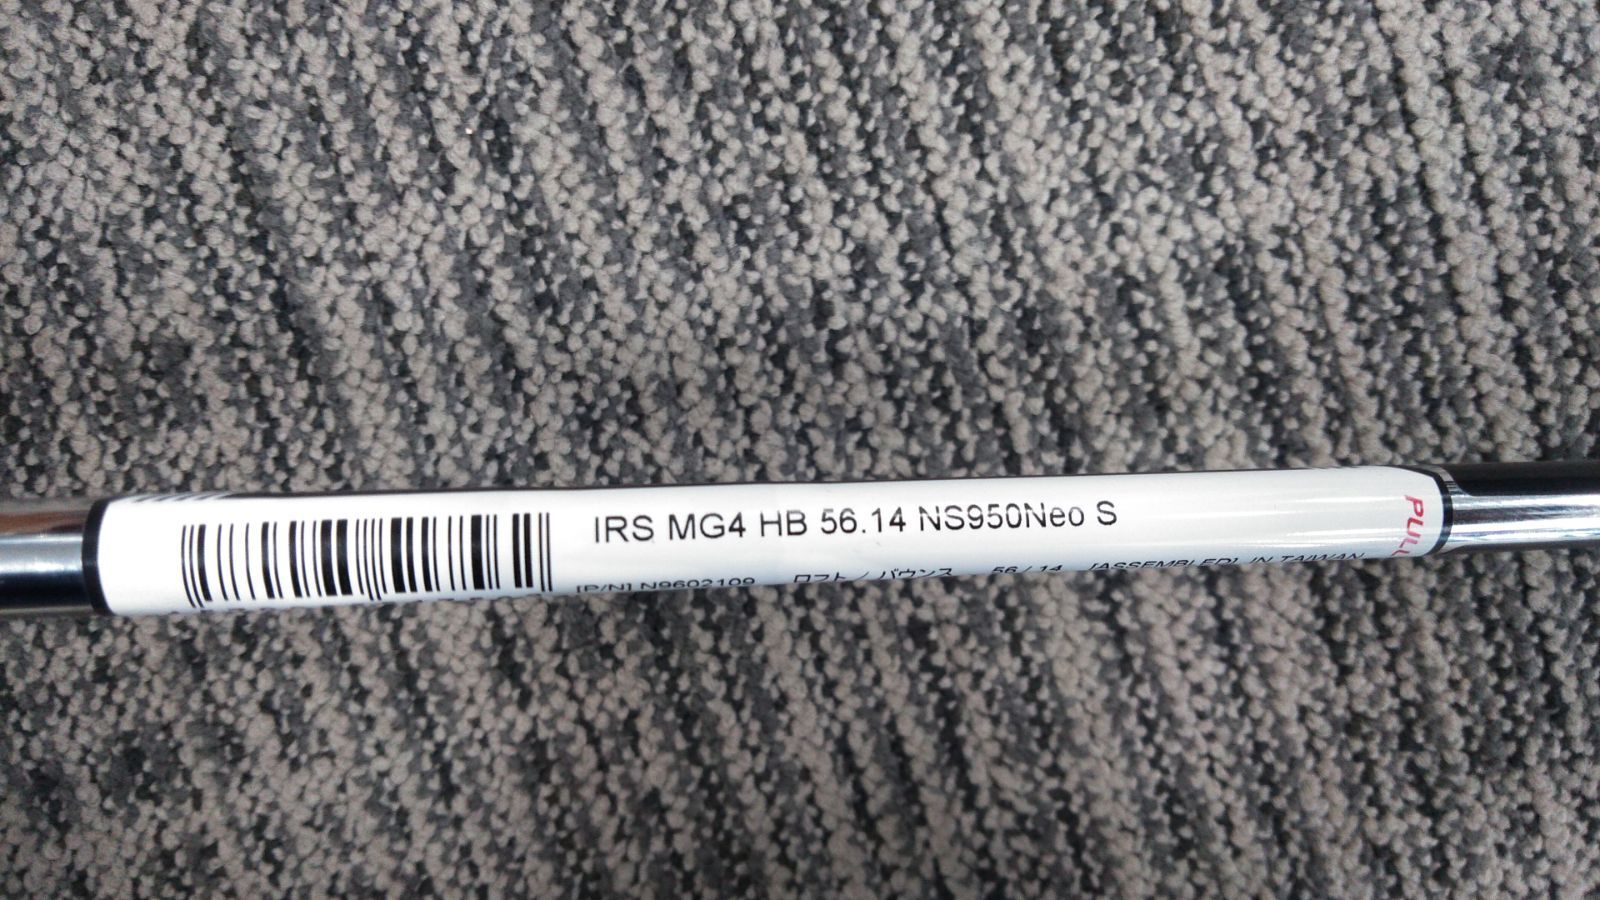 IRS MG4 HB 56.14 NS950Neo S
[P/N] N9602109 ロフト / バウンス 56 / 14 [ASSEMBLED] IN TAIWAN